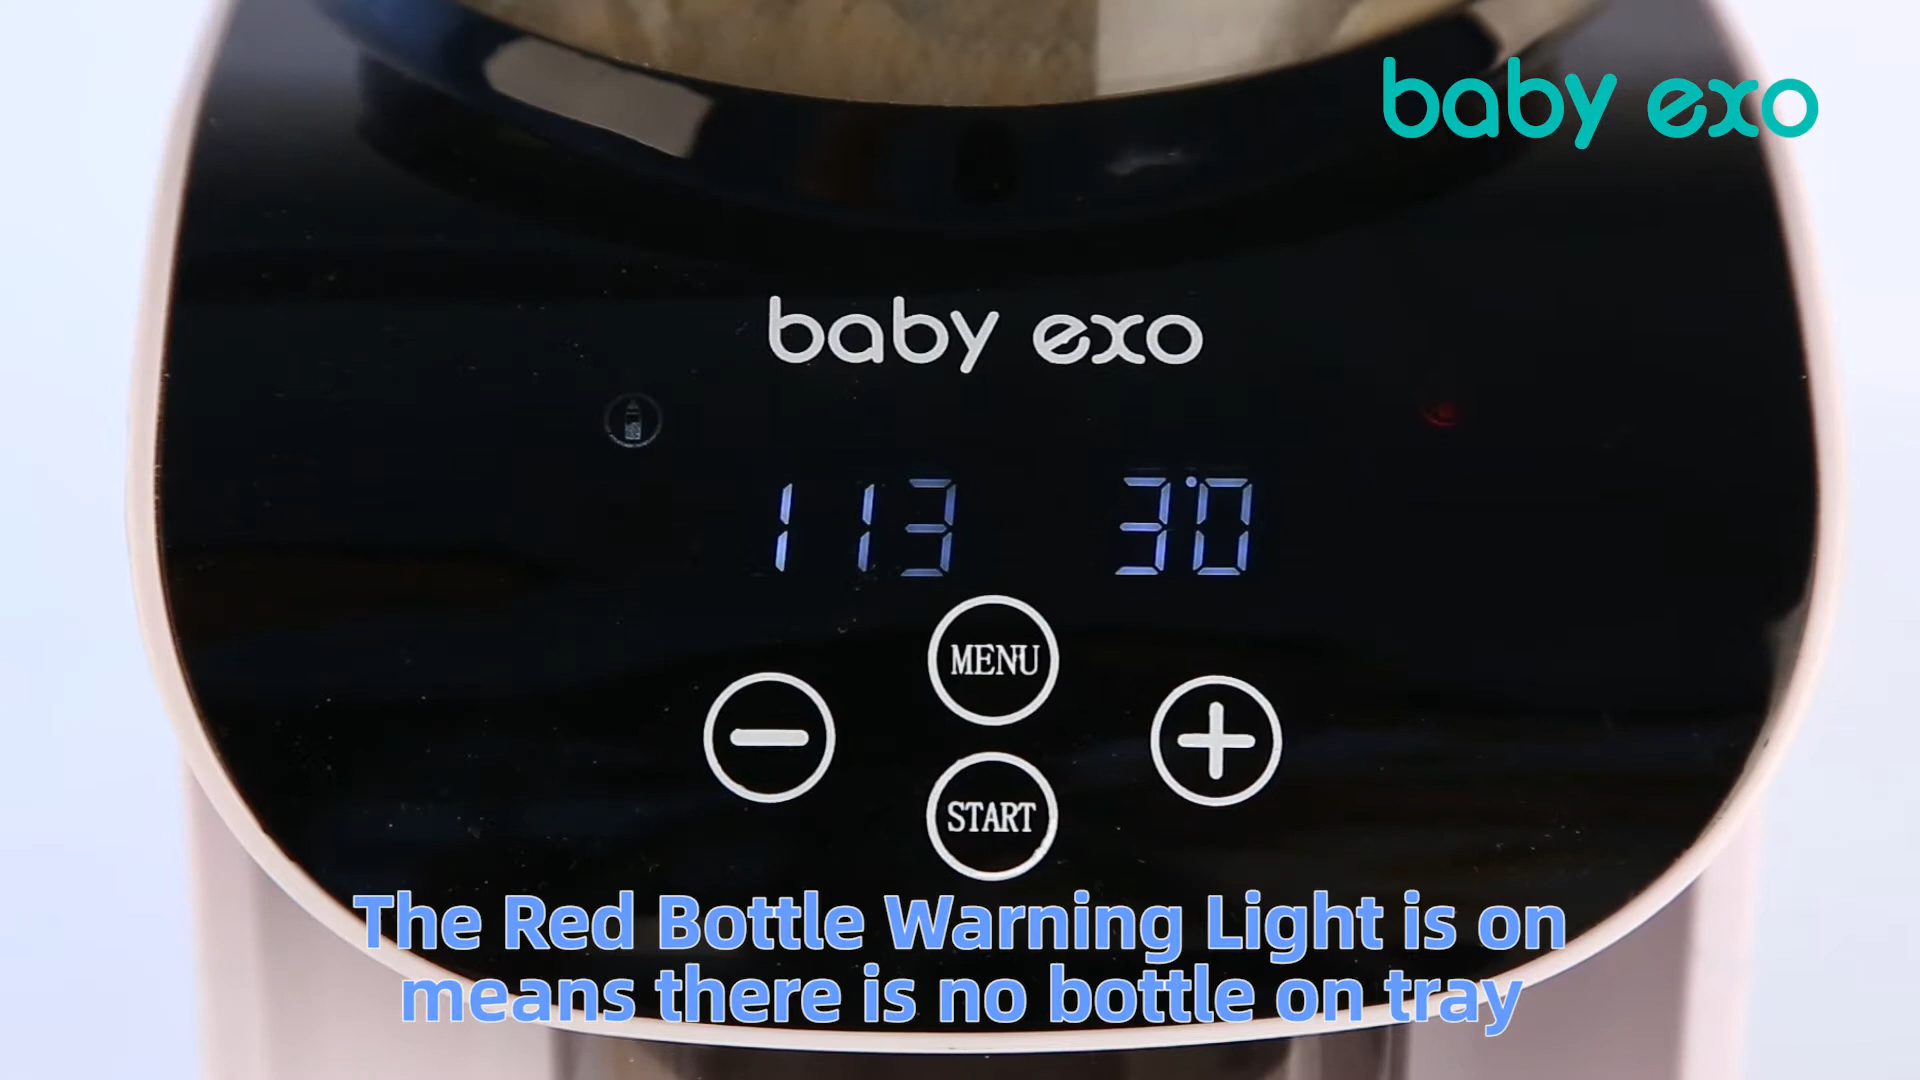 baby exo
baby exo
113 30
MENU
START
The Red Bottle Warning Light is on
means there is no bottle on tray